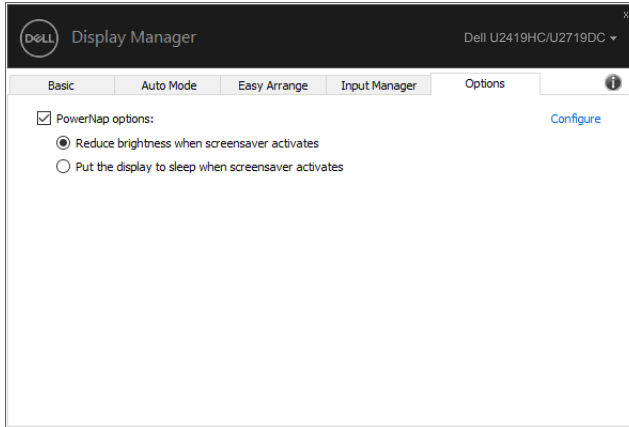 x
DELL Display Manager Dell U2419HC/U2719DC
Basic Auto Mode Easy Arrange Input Manager Options
PowerNap options: Configure
Reduce brightness when screensaver activates
Put the display to sleep when screensaver activates